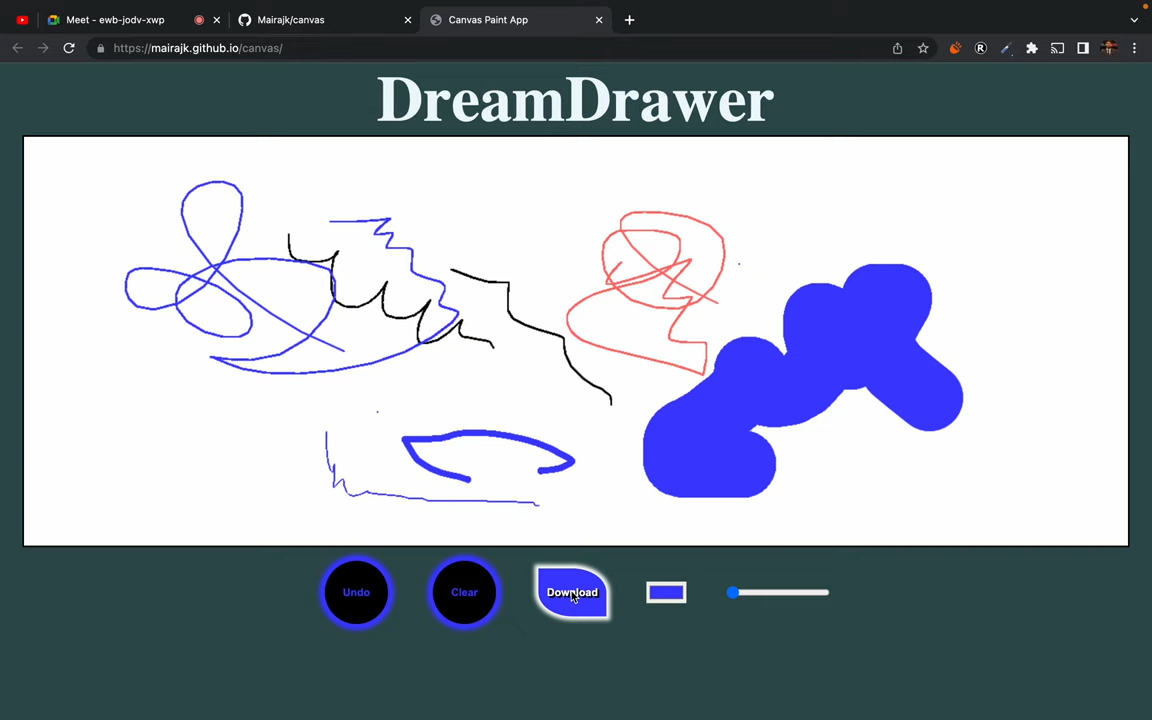 Meet - ewb-jodv-xwp
Mairajk/canvas
Canvas Paint App
https://mairajk.github.io/canvas/
DreamDrawer
Undo
Clear
Download